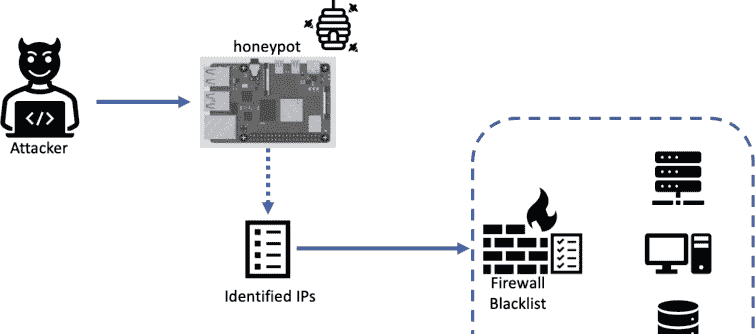 honeypot
</>
Attacker
Identified IPs
Firewall
Blacklist